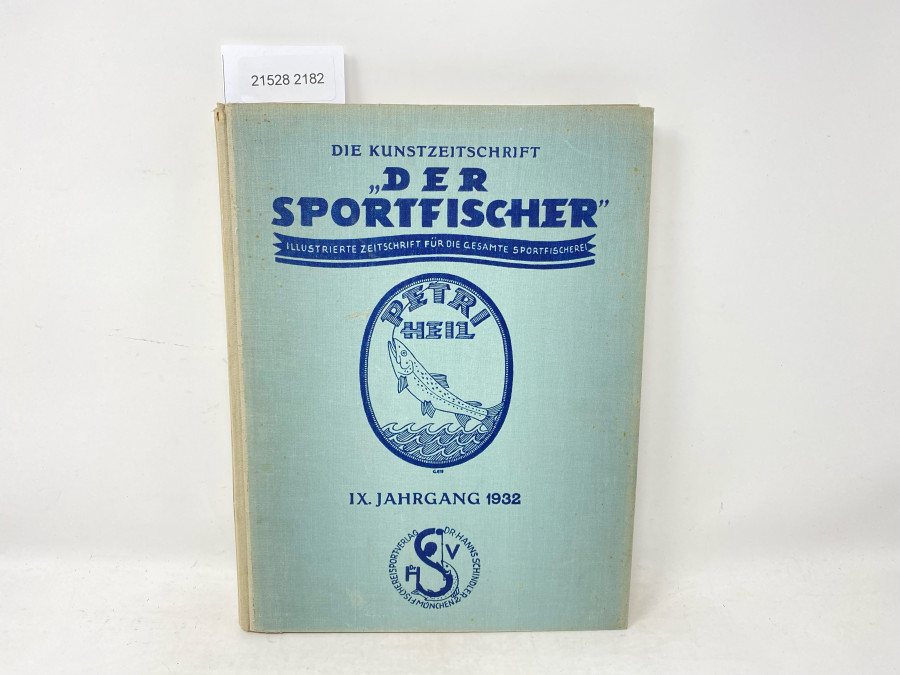 21528 2182
DIE KUNSTZEITSCHRIFT
„DER
SPORTFISCHER”
ILLUSTRIERTE ZEITSCHRIFT FÜR DIE GESAMTE SPORTFISCHEREI
PETRI
HEIL
IX. JAHRGANG 1932
FISCHEREISPORTVERLAG DR. HANNS SCHINDLER MÜNCHEN
Dr
H S V